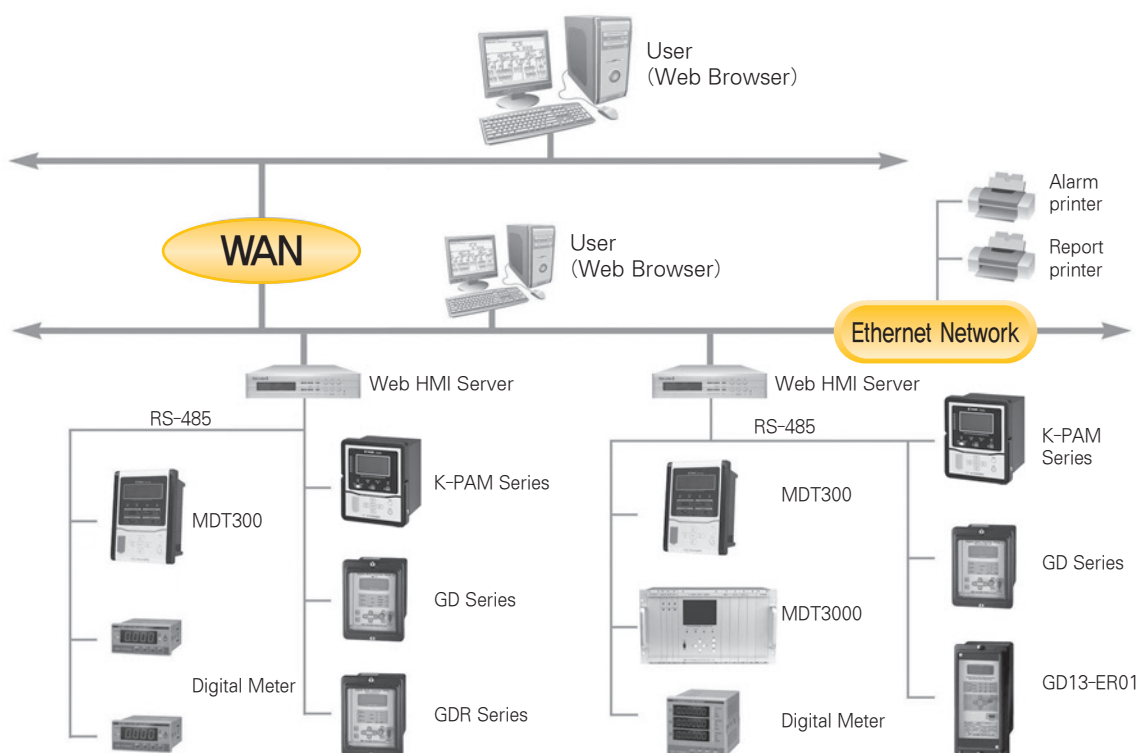 User
(Web Browser)
Alarm
printer
WAN
User
(Web Browser)
Report
printer
Ethernet Network
Web HMI Server
Web HMI Server
RS-485
RS-485
K-PAM
Series
K-PAM Series
MDT300
MDT300
GD Series
GD Series
MDT3000
Digital Meter
GDR Series
Digital Meter
GD13-ER01